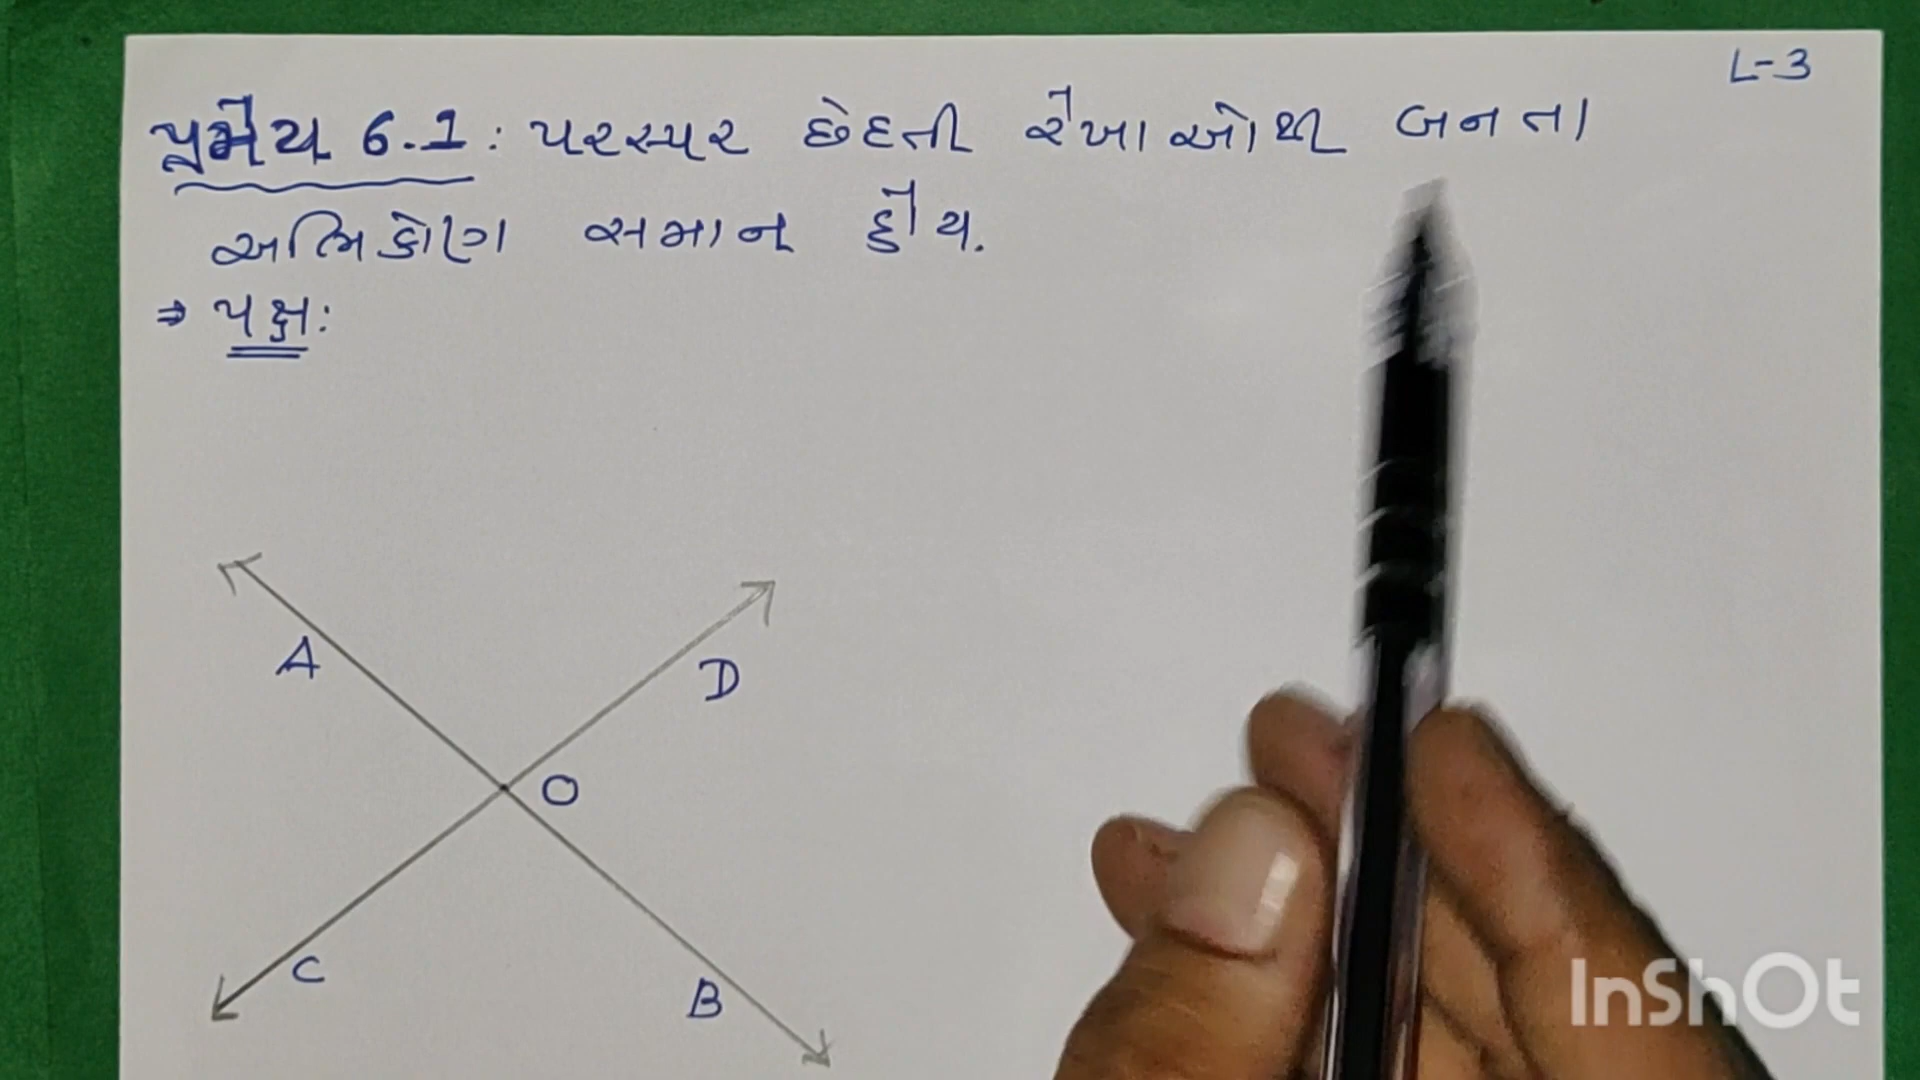 L-3
પ્રમેય 6.1: પરસ્પર છેદતી રેખાઓથી બનતા
અભિકોણ સમાન હોય.
⇒ પક્ષ:
A
D
O
C
B
InShOt